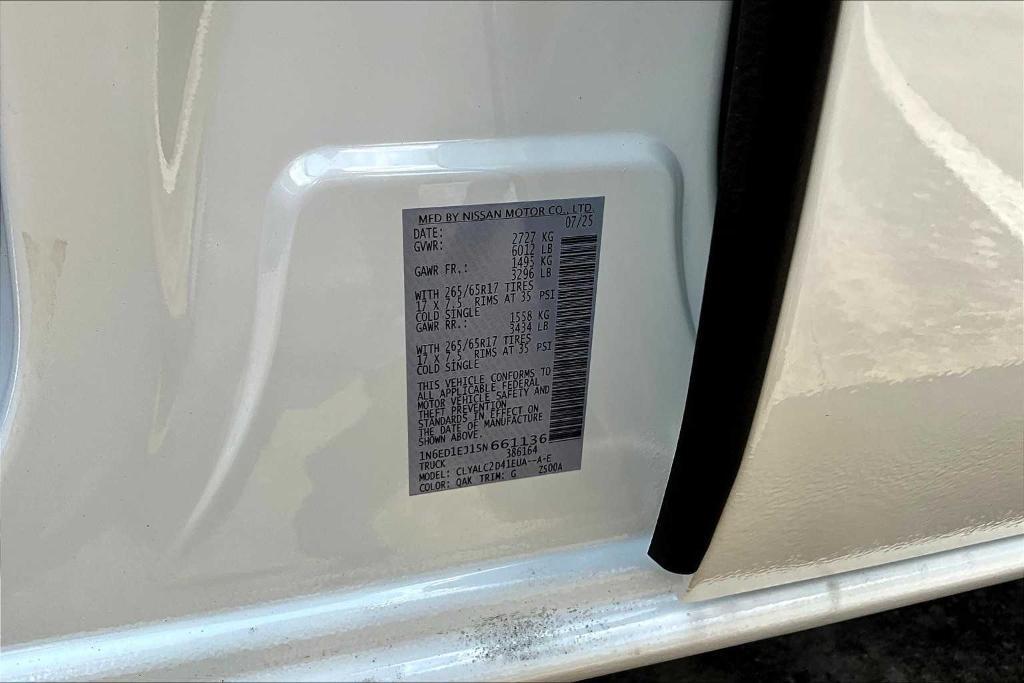 MFD BY NISSAN MOTOR CO., LTD.
DATE: 07/25
GVWR: 2727 KG
6012 LB
GAWR FR.: 1495 KG
3296 LB
WITH 265/65R17 TIRES
17 X 7.5 RIMS AT 35 PSI
COLD SINGLE
GAWR RR.: 1558 KG
3434 LB
WITH 265/65R17 TIRES
17 X 7.5 RIMS AT 35 PSI
COLD SINGLE
THIS VEHICLE CONFORMS TO
ALL APPLICABLE FEDERAL
MOTOR VEHICLE SAFETY AND
THEFT PREVENTION
STANDARDS IN EFFECT ON
THE DATE OF MANUFACTURE
SHOWN ABOVE.
1N6ED1EJ1SN661136
TRUCK 386164
MODEL: CLYALC2D41EUA--A-E
COLOR: QAK TRIM: G ZS00A